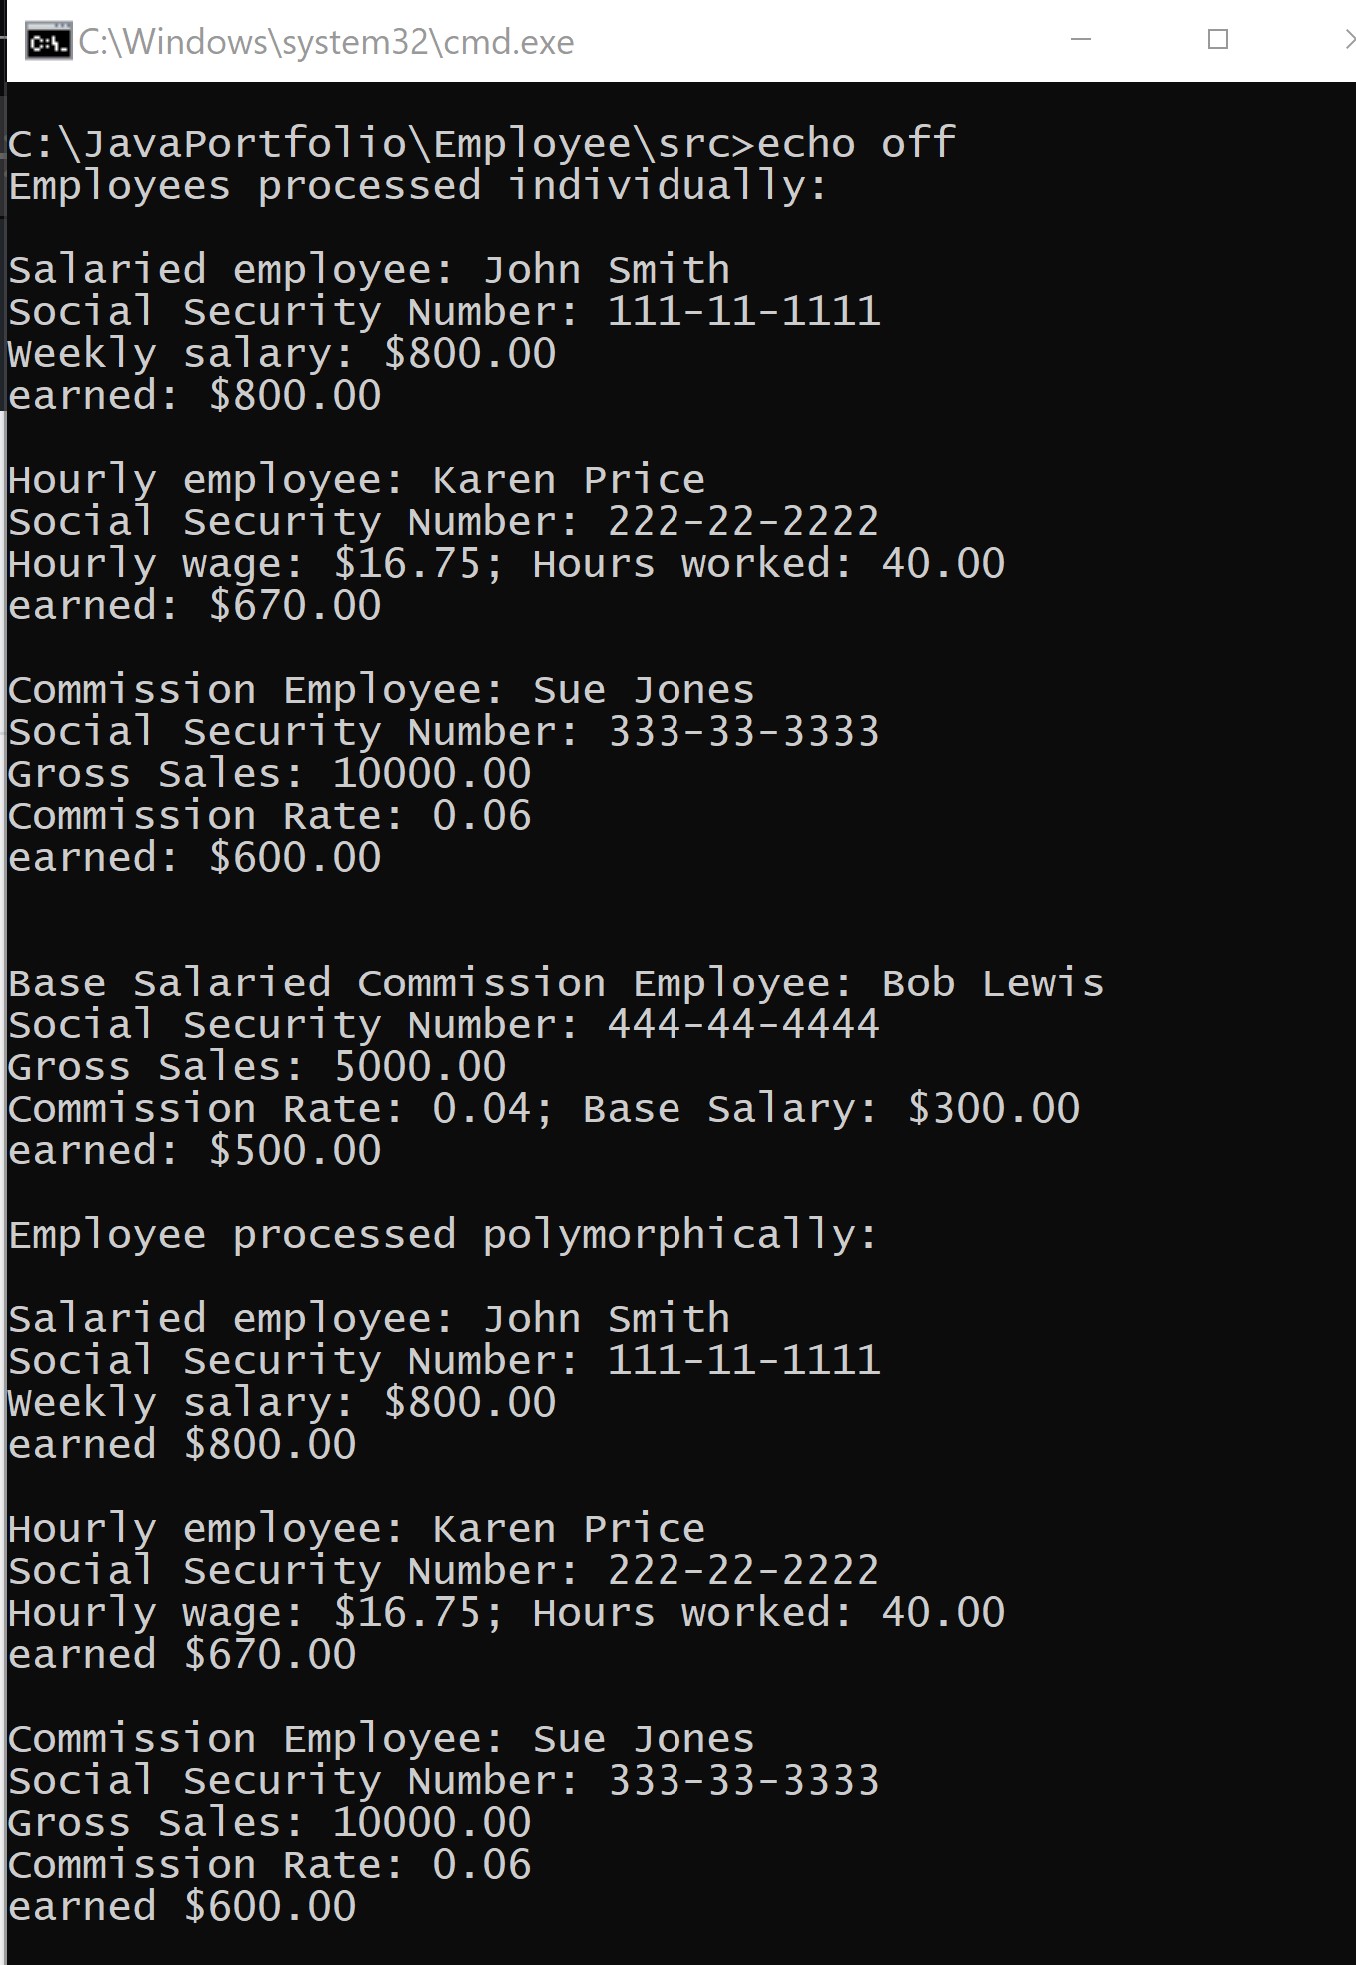 C:\Windows\system32\cmd.exe
C:\JavaPortfolio\Employee\src>echo off
Employees processed individually:
Salaried employee: John Smith
Social Security Number: 111-11-1111
Weekly salary: $800.00
earned: $800.00
Hourly employee: Karen Price
Social Security Number: 222-22-2222
Hourly wage: $16.75; Hours worked: 40.00
earned: $670.00
Commission Employee: Sue Jones
Social Security Number: 333-33-3333
Gross Sales: 10000.00
Commission Rate: 0.06
earned: $600.00
Base Salaried Commission Employee: Bob Lewis
Social Security Number: 444-44-4444
Gross Sales: 5000.00
Commission Rate: 0.04; Base Salary: $300.00
earned: $500.00
Employee processed polymorphically:
Salaried employee: John Smith
Social Security Number: 111-11-1111
Weekly salary: $800.00
earned $800.00
Hourly employee: Karen Price
Social Security Number: 222-22-2222
Hourly wage: $16.75; Hours worked: 40.00
earned $670.00
Commission Employee: Sue Jones
Social Security Number: 333-33-3333
Gross Sales: 10000.00
Commission Rate: 0.06
earned $600.00